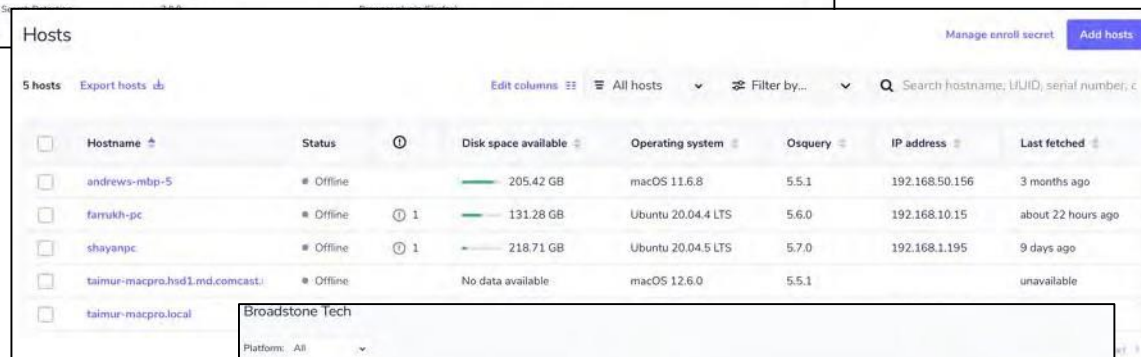 Hosts Manage enroll secret Add hosts
5 hosts Export hosts Edit columns All hosts Filter by... Search hostname, UUID, serial number,
Hostname Status Disk space available Operating system Osquery IP address Last fetched
andrews-mbp-5 Offline 205.42 GB macOS 11.6.8 5.5.1 192.168.50.156 3 months ago
farrukh-pc Offline 1 131.28 GB Ubuntu 20.04.4 LTS 5.6.0 192.168.10.15 about 22 hours ago
shayanpc Offline 1 218.71 GB Ubuntu 20.04.5 LTS 5.7.0 192.168.1.195 9 days ago
taimur-macpro.hsd1.md.comcast. Offline No data available macOS 12.6.0 5.5.1 unavailable
taimur-macpro.local
Broadstone Tech
Platform: All